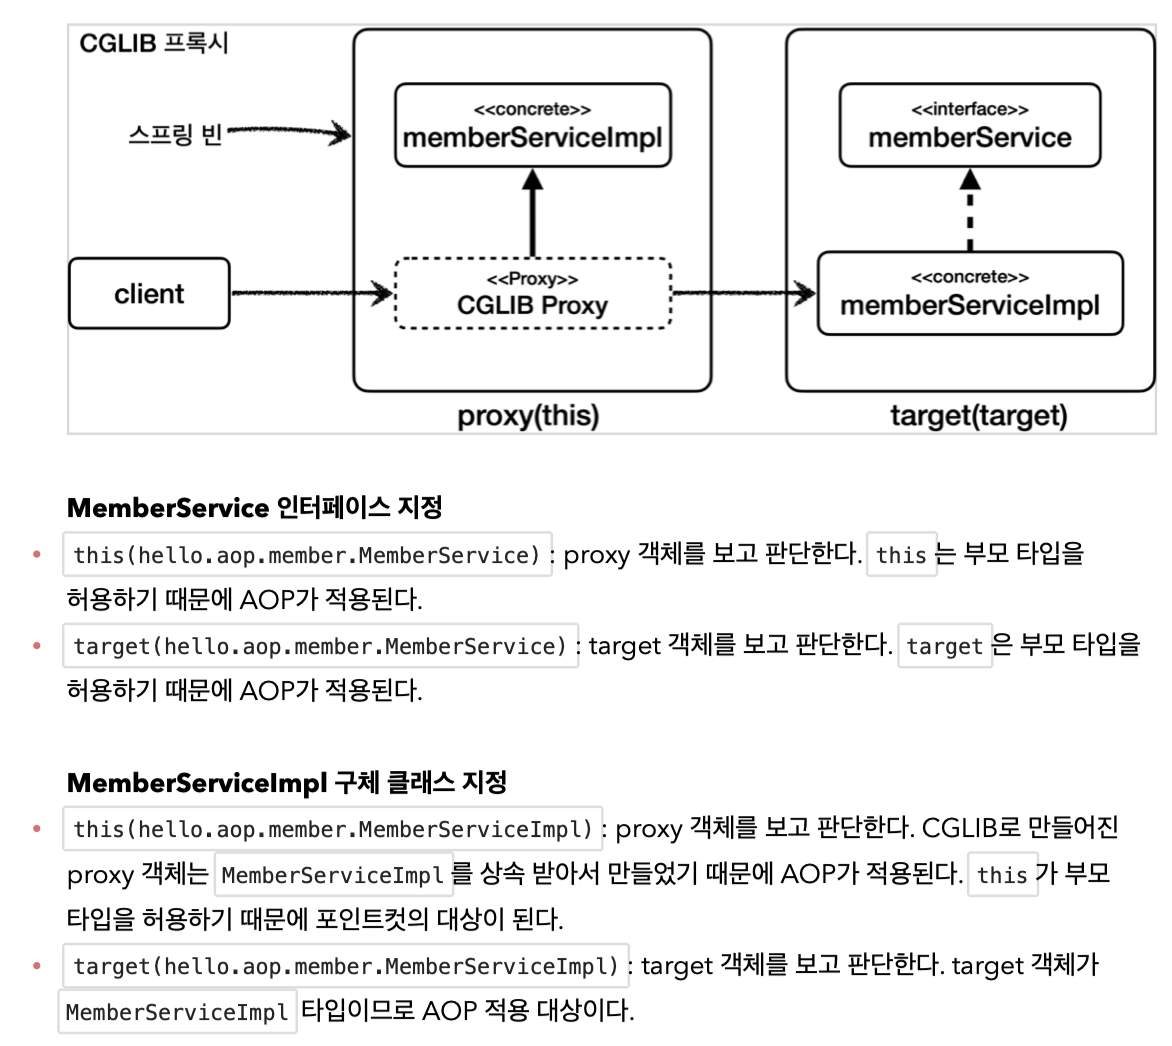 CGLIB 프록시
<<concrete>>
memberServiceImpl
<<interface>>
memberService
스프링 빈
client
<<Proxy>>
CGLIB Proxy
<<concrete>>
memberServiceImpl
proxy(this)
target(target)
MemberService 인터페이스 지정
• this(hello.aop.member.MemberService) : proxy 객체를 보고 판단한다. this 는 부모 타입을
허용하기 때문에 AOP가 적용된다.
• target(hello.aop.member.MemberService) : target 객체를 보고 판단한다. target 은 부모 타입을
허용하기 때문에 AOP가 적용된다.
MemberServiceImpl 구체 클래스 지정
• this(hello.aop.member.MemberServiceImpl) : proxy 객체를 보고 판단한다. CGLIB로 만들어진
proxy 객체는 MemberServiceImpl 를 상속 받아서 만들었기 때문에 AOP가 적용된다. this 가 부모
타입을 허용하기 때문에 포인트컷의 대상이 된다.
• target(hello.aop.member.MemberServiceImpl) : target 객체를 보고 판단한다. target 객체가
MemberServiceImpl 타입이므로 AOP 적용 대상이다.